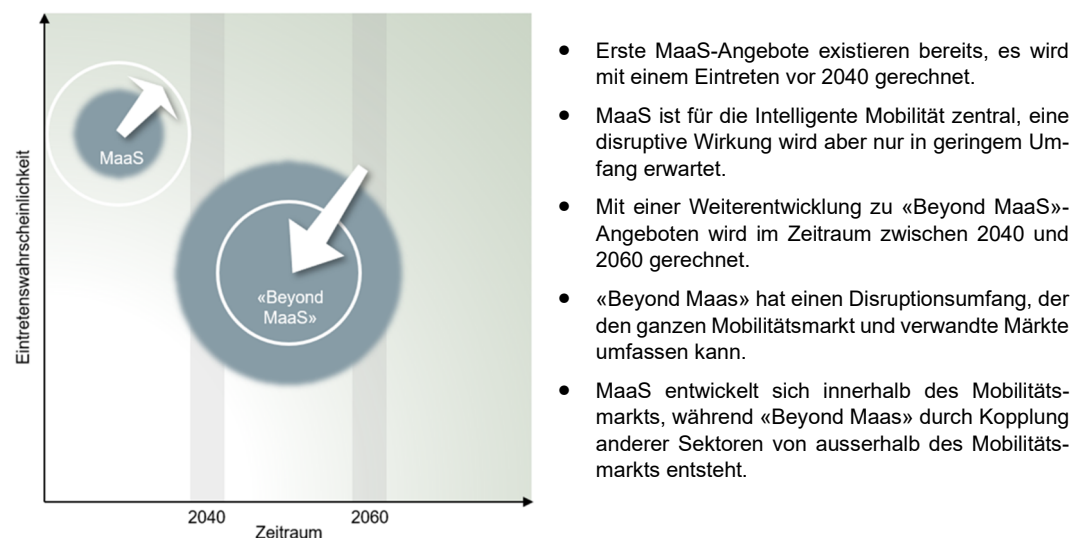 Eintretenswahrscheinlichkeit
MaaS
«Beyond
MaaS»
2040
2060
Zeitraum
• Erste MaaS-Angebote existieren bereits, es wird
mit einem Eintreten vor 2040 gerechnet.
• MaaS ist für die Intelligente Mobilität zentral, eine
disruptive Wirkung wird aber nur in geringem Um-
fang erwartet.
• Mit einer Weiterentwicklung zu «Beyond MaaS»-
Angeboten wird im Zeitraum zwischen 2040 und
2060 gerechnet.
• «Beyond Maas» hat einen Disruptionsumfang, der
den ganzen Mobilitätsmarkt und verwandte Märkte
umfassen kann.
• MaaS entwickelt sich innerhalb des Mobilitäts-
markts, während «Beyond Maas» durch Kopplung
anderer Sektoren von ausserhalb des Mobilitäts-
markts entsteht.